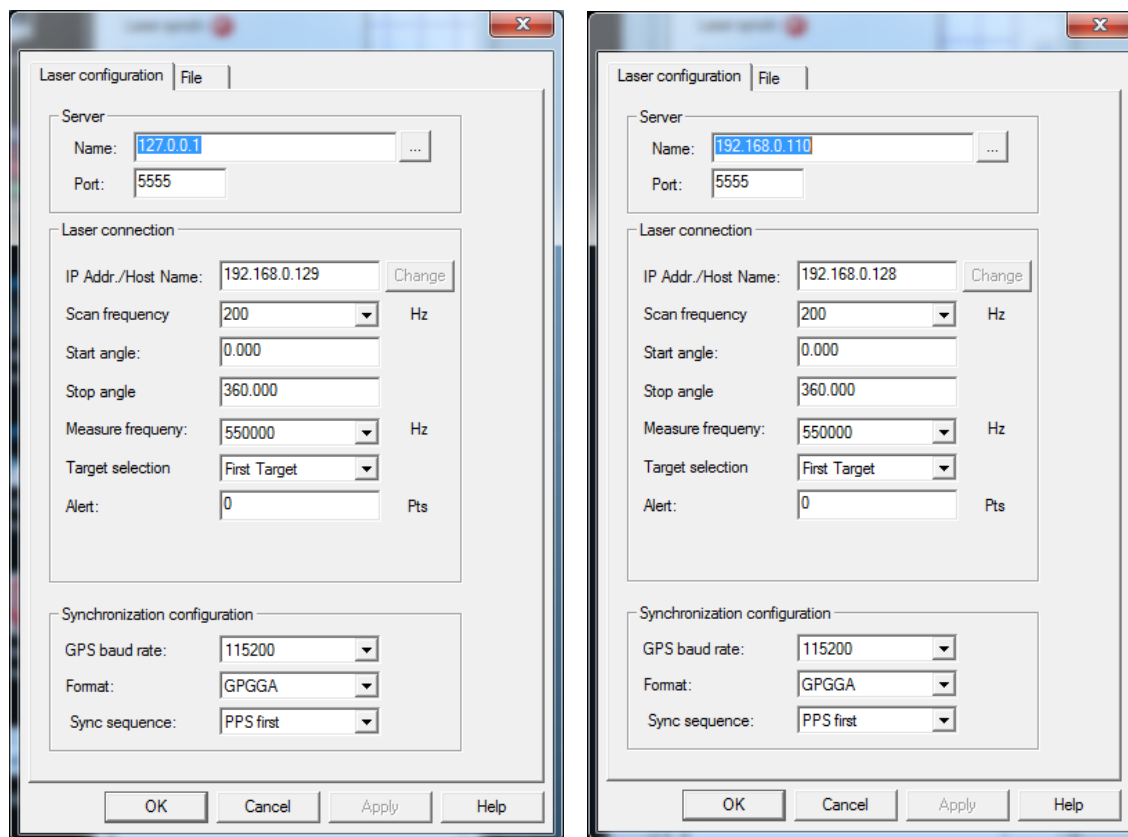 Laser synch
Laser configuration File
Server
Name: 127.0.0.1 ...
Port: 5555
Laser connection
IP Addr./Host Name: 192.168.0.129 Change
Scan frequency 200 Hz
Start angle: 0.000
Stop angle 360.000
Measure frequeny: 550000 Hz
Target selection First Target
Alert: 0 Pts
Synchronization configuration
GPS baud rate: 115200
Format: GPGGA
Sync sequence: PPS first
OK Cancel Apply Help
Laser synch
Laser configuration File
Server
Name: 192.168.0.110 ...
Port: 5555
Laser connection
IP Addr./Host Name: 192.168.0.128 Change
Scan frequency 200 Hz
Start angle: 0.000
Stop angle 360.000
Measure frequeny: 550000 Hz
Target selection First Target
Alert: 0 Pts
Synchronization configuration
GPS baud rate: 115200
Format: GPGGA
Sync sequence: PPS first
OK Cancel Apply Help